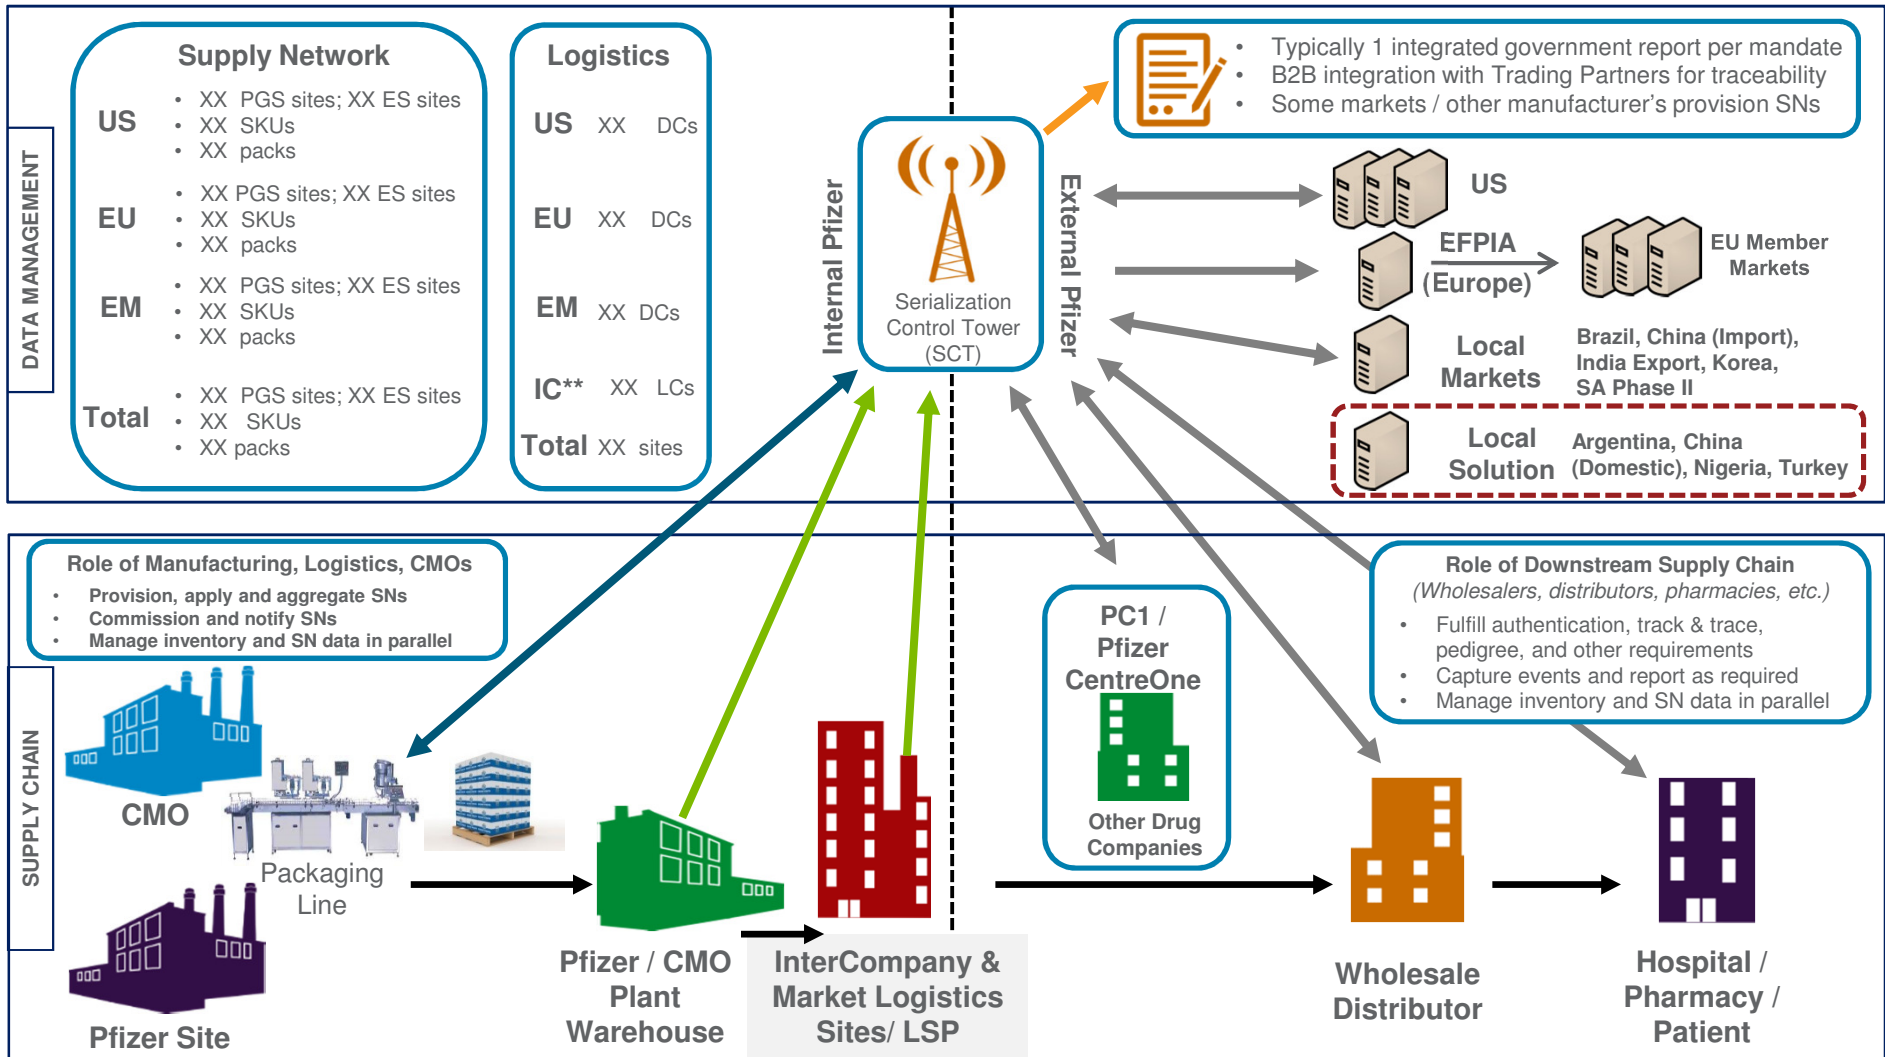 DATA MANAGEMENT
Supply Network
US
• XX PGS sites; XX ES sites
• XX SKUs
• XX packs
EU
• XX PGS sites; XX ES sites
• XX SKUs
• XX packs
EM
• XX PGS sites; XX ES sites
• XX SKUs
• XX packs
Total
• XX PGS sites; XX ES sites
• XX SKUs
• XX packs
Logistics
US XX DCs
EU XX DCs
EM XX DCs
IC** XX LCs
Total XX sites
Internal Pfizer
Serialization
Control Tower
(SCT)
External Pfizer
• Typically 1 integrated government report per mandate
• B2B integration with Trading Partners for traceability
• Some markets / other manufacturer's provision SNs
US
EFPIA
(Europe)
EU Member
Markets
Local
Markets
Brazil, China (Import),
India Export, Korea,
SA Phase II
Local
Solution
Argentina, China
(Domestic), Nigeria, Turkey
SUPPLY CHAIN
Role of Manufacturing, Logistics, CMOs
• Provision, apply and aggregate SNs
• Commission and notify SNs
• Manage inventory and SN data in parallel
CMO
Packaging
Line
Pfizer Site
Pfizer / CMO
Plant
Warehouse
InterCompany &
Market Logistics
Sites/ LSP
PC1 /
Pfizer
CentreOne
Other Drug
Companies
Role of Downstream Supply Chain
(Wholesalers, distributors, pharmacies, etc.)
• Fulfill authentication, track & trace,
pedigree, and other requirements
• Capture events and report as required
• Manage inventory and SN data in parallel
Wholesale
Distributor
Hospital /
Pharmacy /
Patient